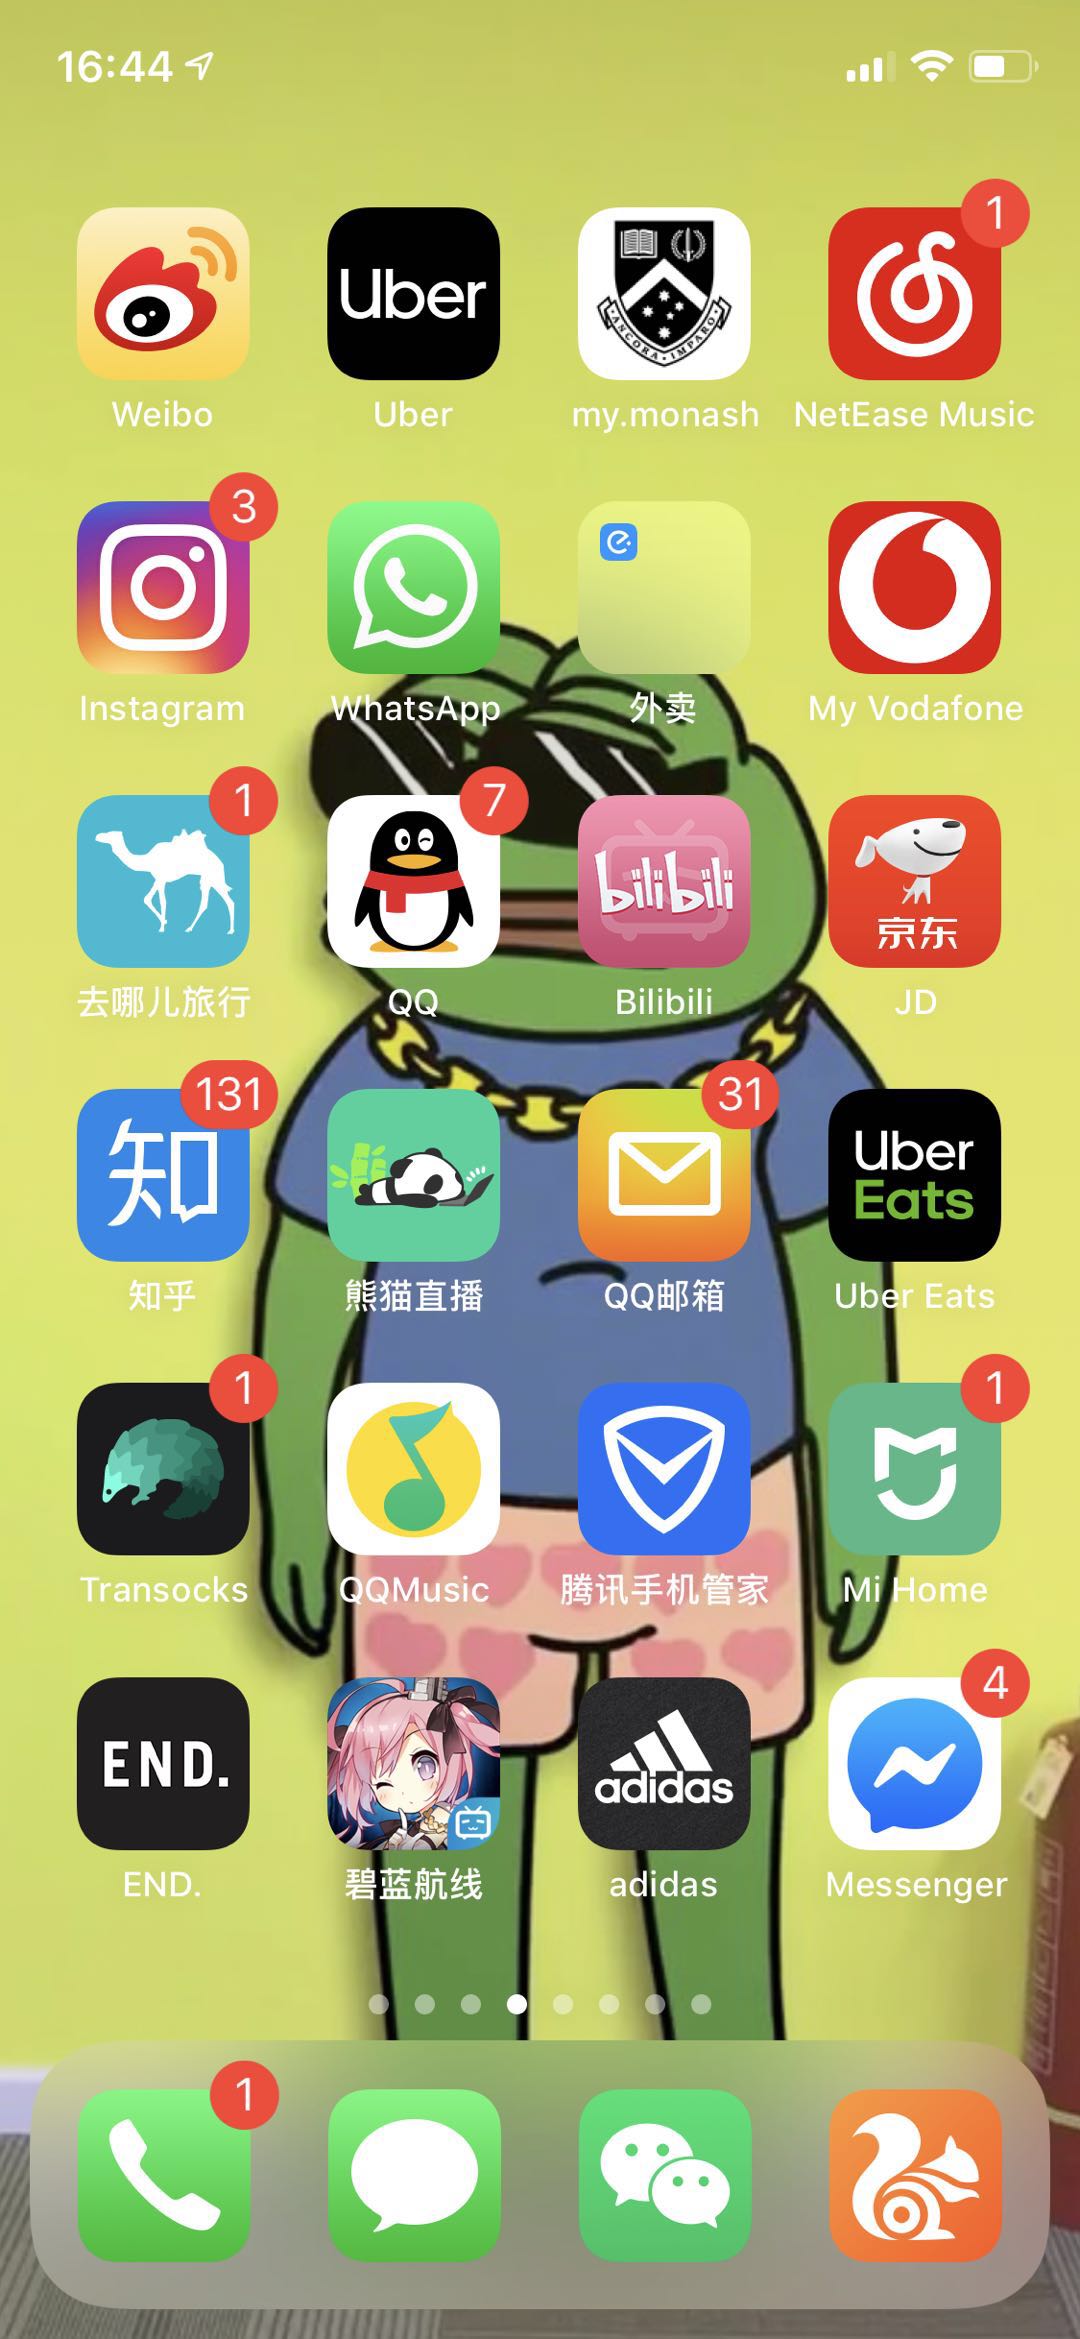 16:44
Uber
ANCORA IMPARO
1
Weibo
Uber
my.monash
NetEase Music
3
Instagram
WhatsApp
外卖
My Vodafone
1
7
bilibili
京东
去哪儿旅行
QQ
Bilibili
JD
131
31
知
Uber
Eats
知乎
熊猫直播
QQ邮箱
Uber Eats
1
1
Transocks
QQMusic
腾讯手机管家
Mi Home
4
END.
adidas
END.
碧蓝航线
adidas
Messenger
1